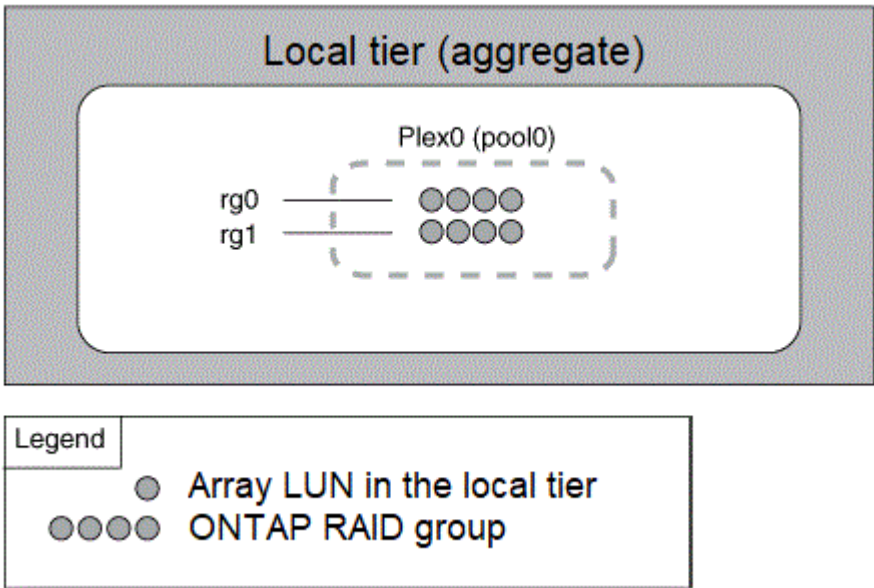 Local tier (aggregate)
Plex0 (pool0)
rg0
rg1
Legend
Array LUN in the local tier
ONTAP RAID group